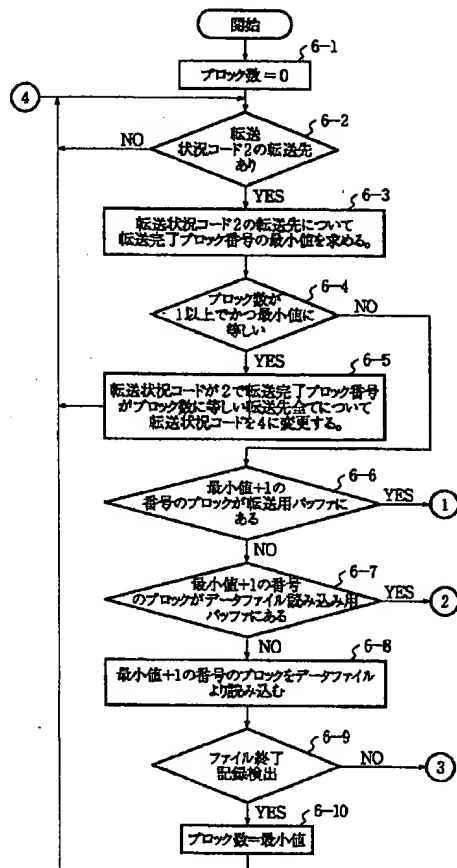 開始
6-1
ブロック数=0
4
6-2
転送
状況コード2の転送先
あり
NO
YES
6-3
転送状況コード2の転送先について
転送完了ブロック番号の最小値を求める。
6-4
ブロック数が
1以上でかつ最小値に
等しい
NO
YES
6-5
転送状況コードが2で転送完了ブロック番号
がブロック数に等しい転送先全てについて
転送状況コードを4に変更する。
6-6
最小値+1の
番号のブロックが転送用バッファに
ある
YES
1
NO
6-7
最小値+1の番号
のブロックがデータファイル読み込み用
バッファにある
YES
2
NO
6-8
最小値+1の番号のブロックをデータファイル
より読み込む
6-9
ファイル終了
記録検出
NO
3
YES
6-10
ブロック数=最小値